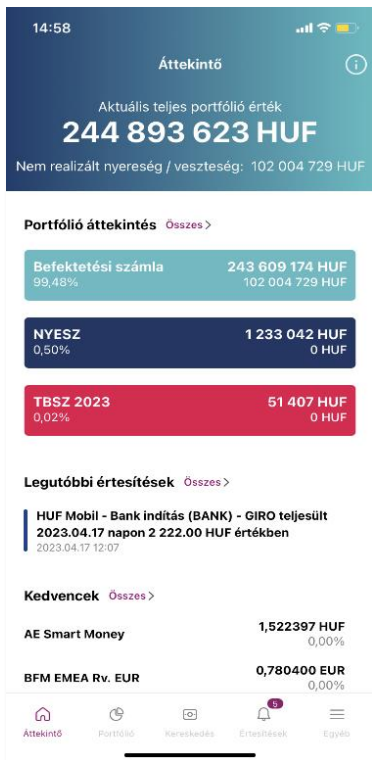 14:58
Áttekintő
Aktuális teljes portfólió érték
244 893 623 HUF
Nem realizált nyereség / veszteség: 102 004 729 HUF
Portfólió áttekintés Összes >
Befektetési számla 243 609 174 HUF
99,48% 102 004 729 HUF
NYESZ 1 233 042 HUF
0,50% 0 HUF
TBSZ 2023 51 407 HUF
0,02% 0 HUF
Legutóbbi értesítések Összes >
HUF Mobil - Bank indítás (BANK) - GIRO teljesült
2023.04.17 napon 2 222.00 HUF értékben
2023.04.17 12:07
Kedvencek Összes >
AE Smart Money 1,522397 HUF
0,00%
BFM EMEA Rv. EUR 0,780400 EUR
0,00%
5
Áttekintő Portfólió Kereskedés Értesítések Egyéb